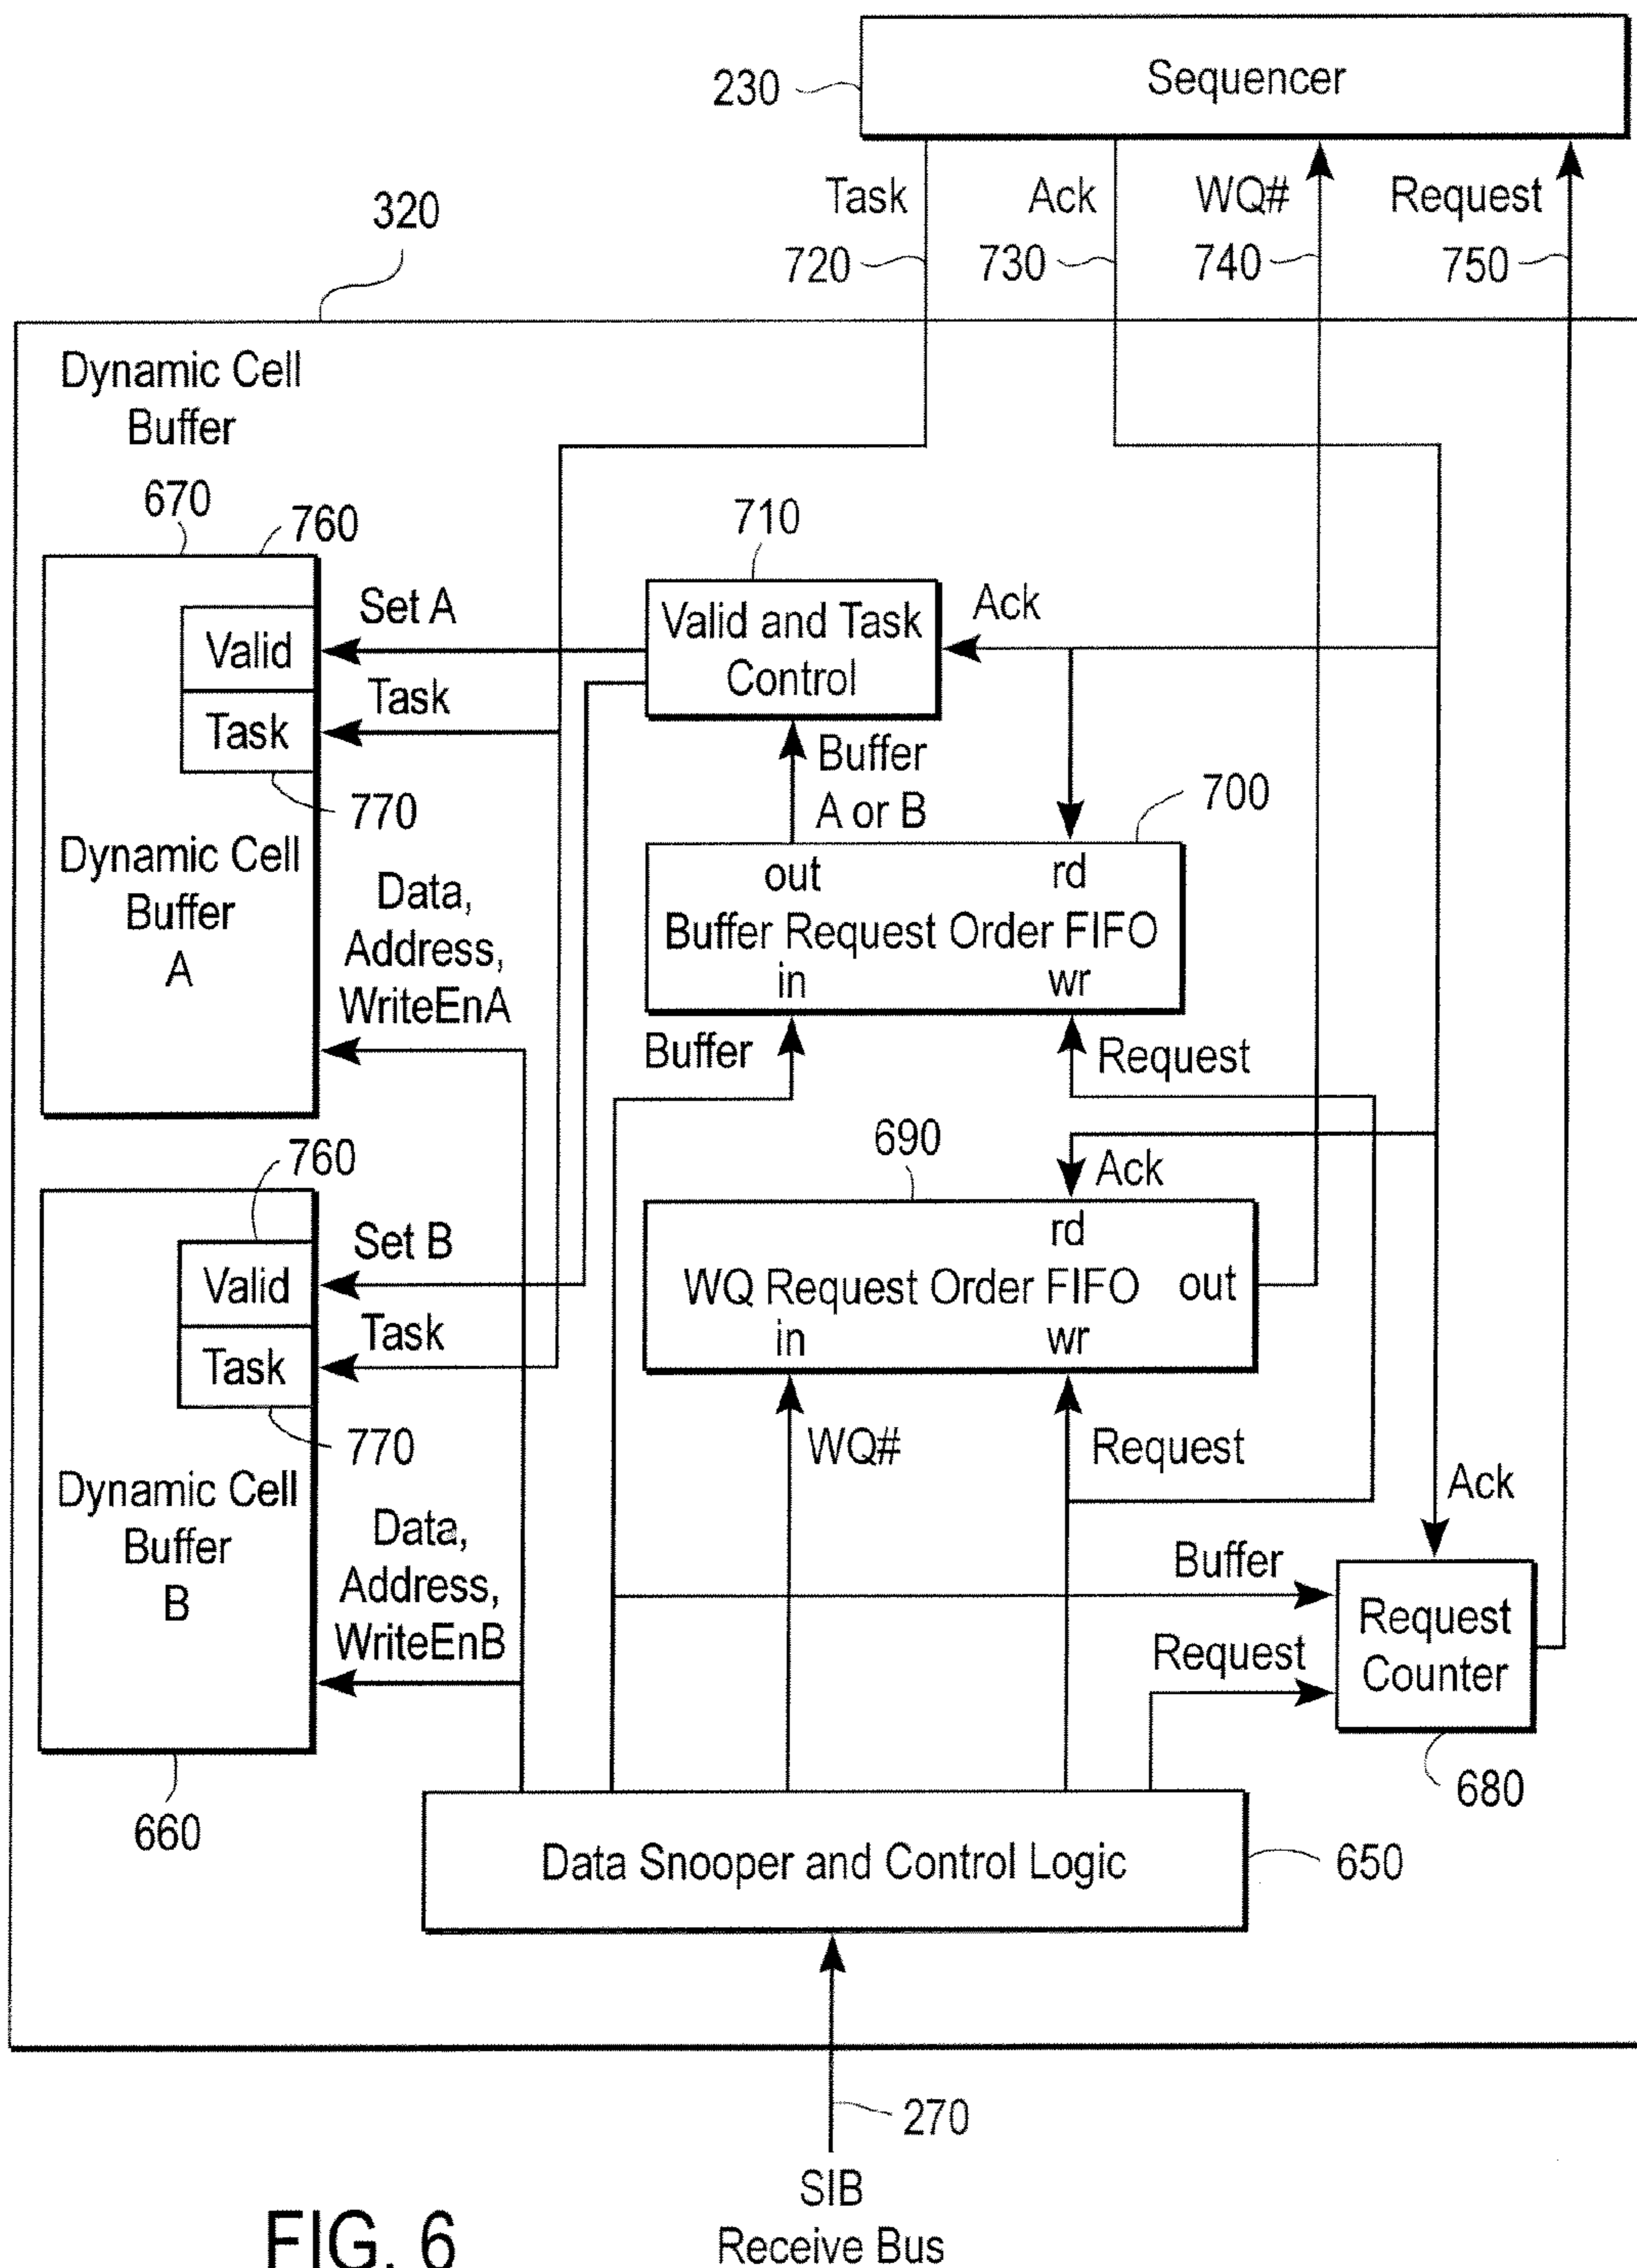 Sequencer
230
Task
Ack
WQ#
Request
320
720
730
740
750
Dynamic Cell
Buffer
670
760
710
Set A
Valid and Task
Control
Ack
Valid
Task
Task
Buffer
A or B
770
700
Dynamic Cell
Buffer
A
Data,
Address,
WriteEnA
out
rd
Buffer Request Order FIFO
in
wr
Buffer
Request
690
760
Ack
Set B
rd
Valid
WQ Request Order FIFO
out
Task
in
wr
Task
770
WQ#
Request
Dynamic Cell
Buffer
B
Ack
Data,
Address,
WriteEnB
Buffer
Request
Counter
Request
680
660
Data Snooper and Control Logic
650
270
SIB
Receive Bus
FIG. 6